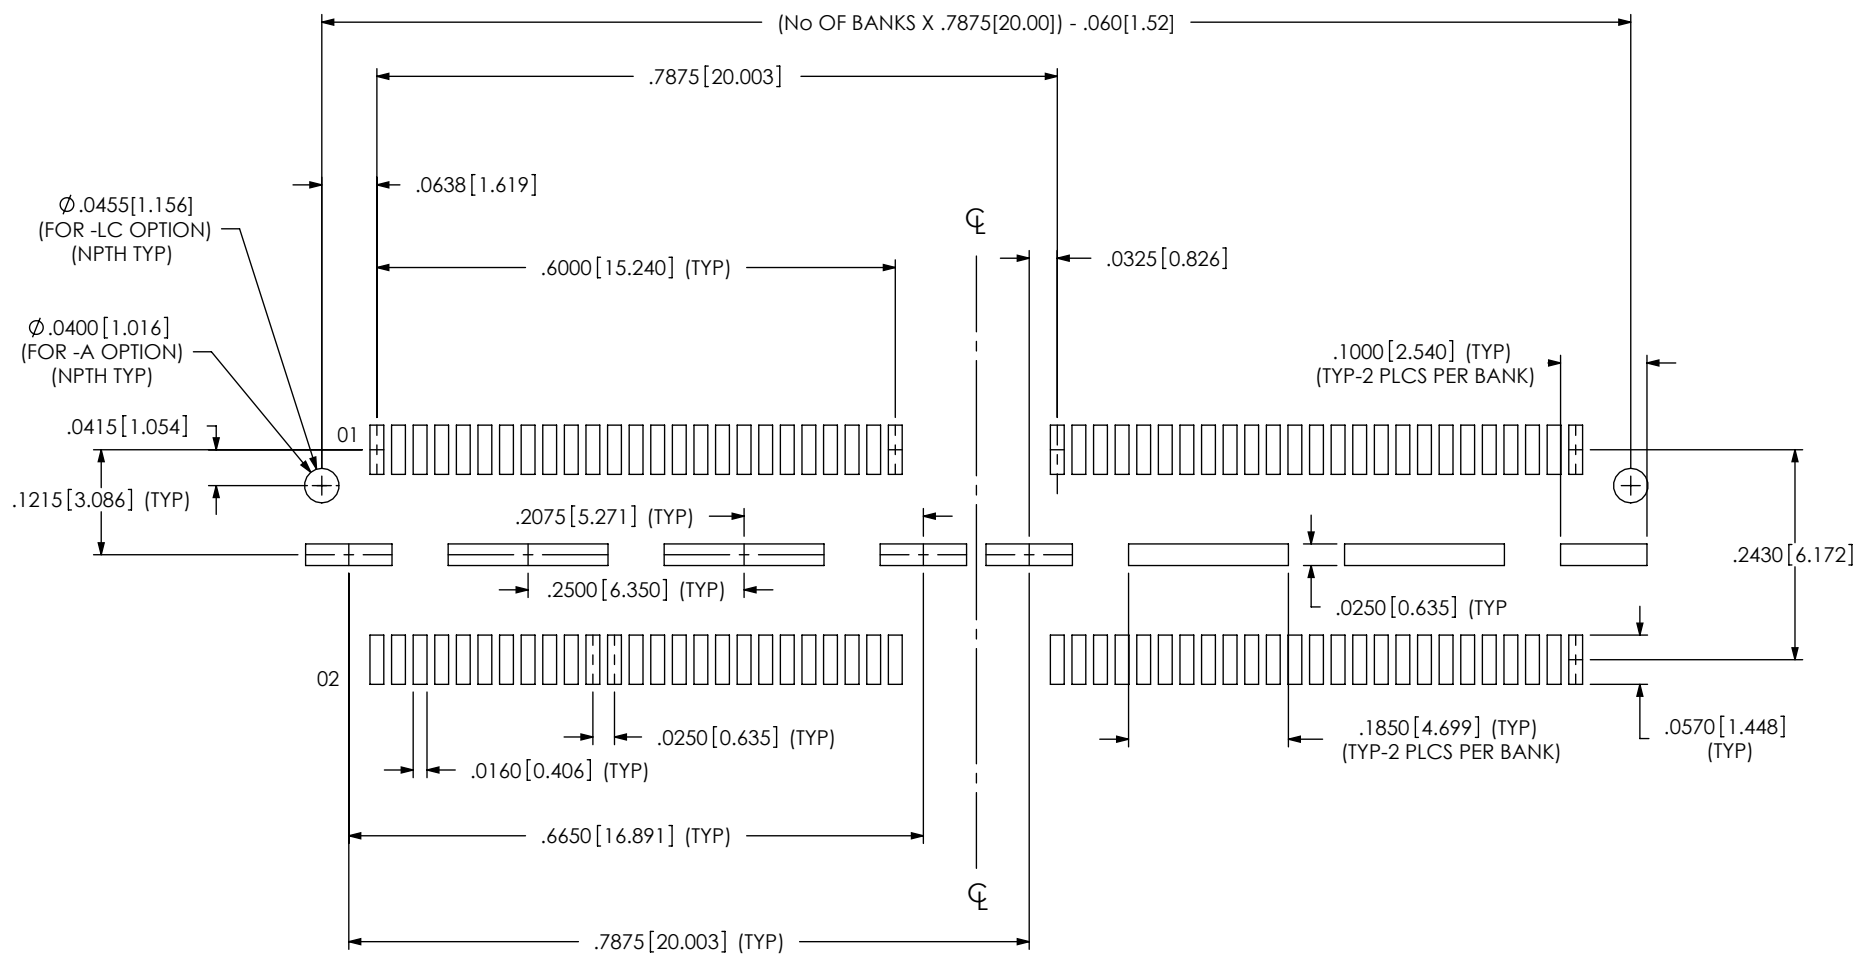 (No OF BANKS X .7875[20.00]) - .060[1.52]
.7875[20.003]
.0638[1.619]
Ø.0455[1.156]
(FOR -LC OPTION)
(NPTH TYP)
℄
.6000[15.240] (TYP)
.0325[0.826]
Ø.0400[1.016]
(FOR -A OPTION)
(NPTH TYP)
.1000[2.540] (TYP)
(TYP-2 PLCS PER BANK)
.0415[1.054]
01
.1215[3.086] (TYP)
.2075[5.271] (TYP)
.2430[6.172]
.2500[6.350] (TYP)
.0250[0.635] (TYP
02
.0250[0.635] (TYP)
.1850[4.699] (TYP)
(TYP-2 PLCS PER BANK)
.0570[1.448]
(TYP)
.0160[0.406] (TYP)
.6650[16.891] (TYP)
℄
.7875[20.003] (TYP)